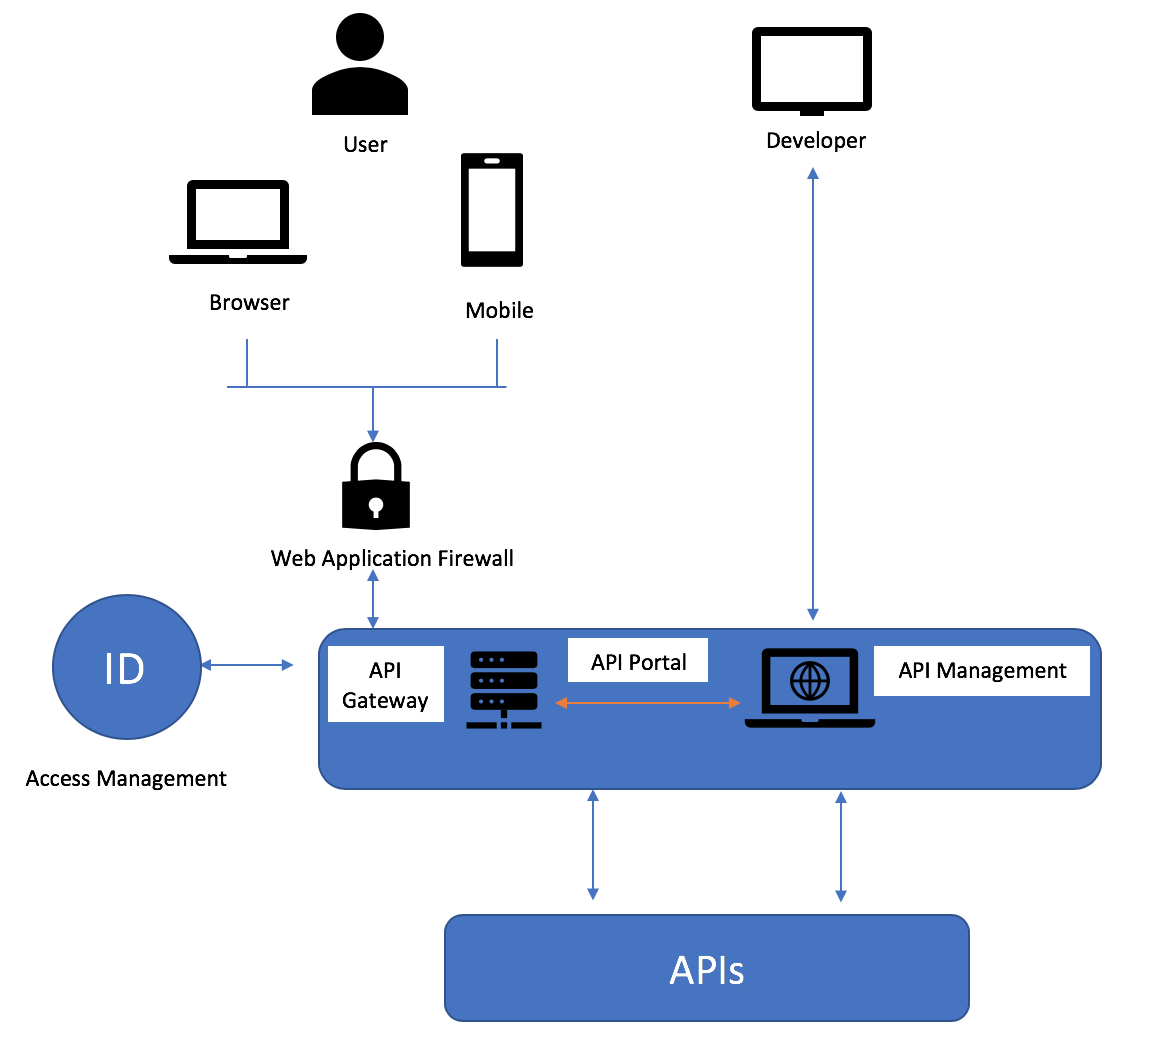 User
Developer
Browser
Mobile
Web Application Firewall
ID
Access Management
API
Gateway
API Portal
API Management
APIs